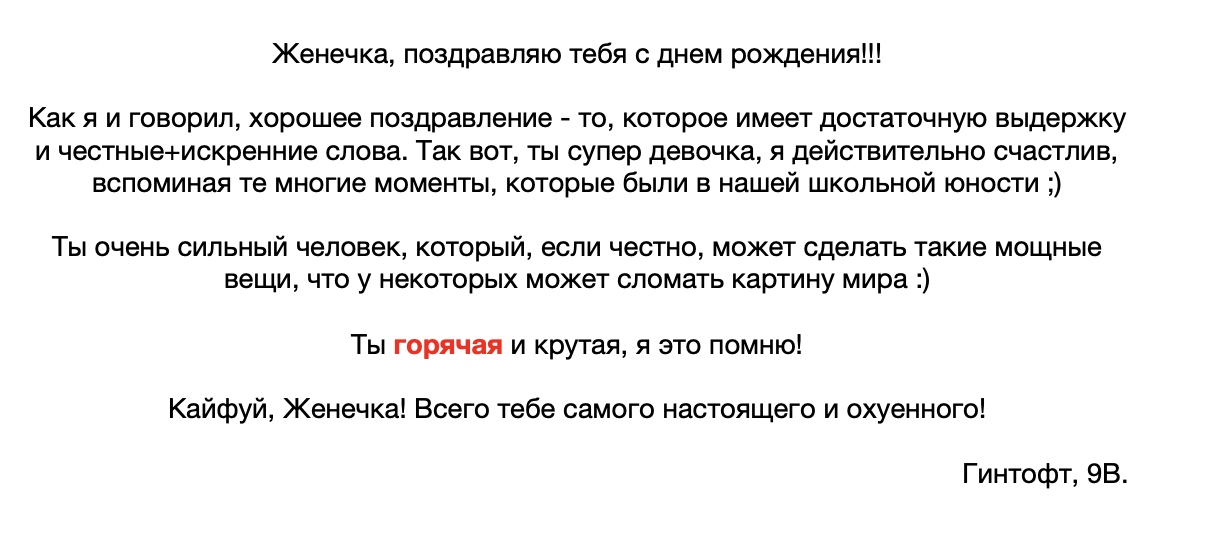 Женечка, поздравляю тебя с днем рождения!!!
Как я и говорил, хорошее поздравление - то, которое имеет достаточную выдержку
и честные+искренние слова. Так вот, ты супер девочка, я действительно счастлив,
вспоминая те многие моменты, которые были в нашей школьной юности ;)
Ты очень сильный человек, который, если честно, может сделать такие мощные
вещи, что у некоторых может сломать картину мира :)
Ты горячая и крутая, я это помню!
Кайфуй, Женечка! Всего тебе самого настоящего и охуенного!
Гинтофт, 9В.